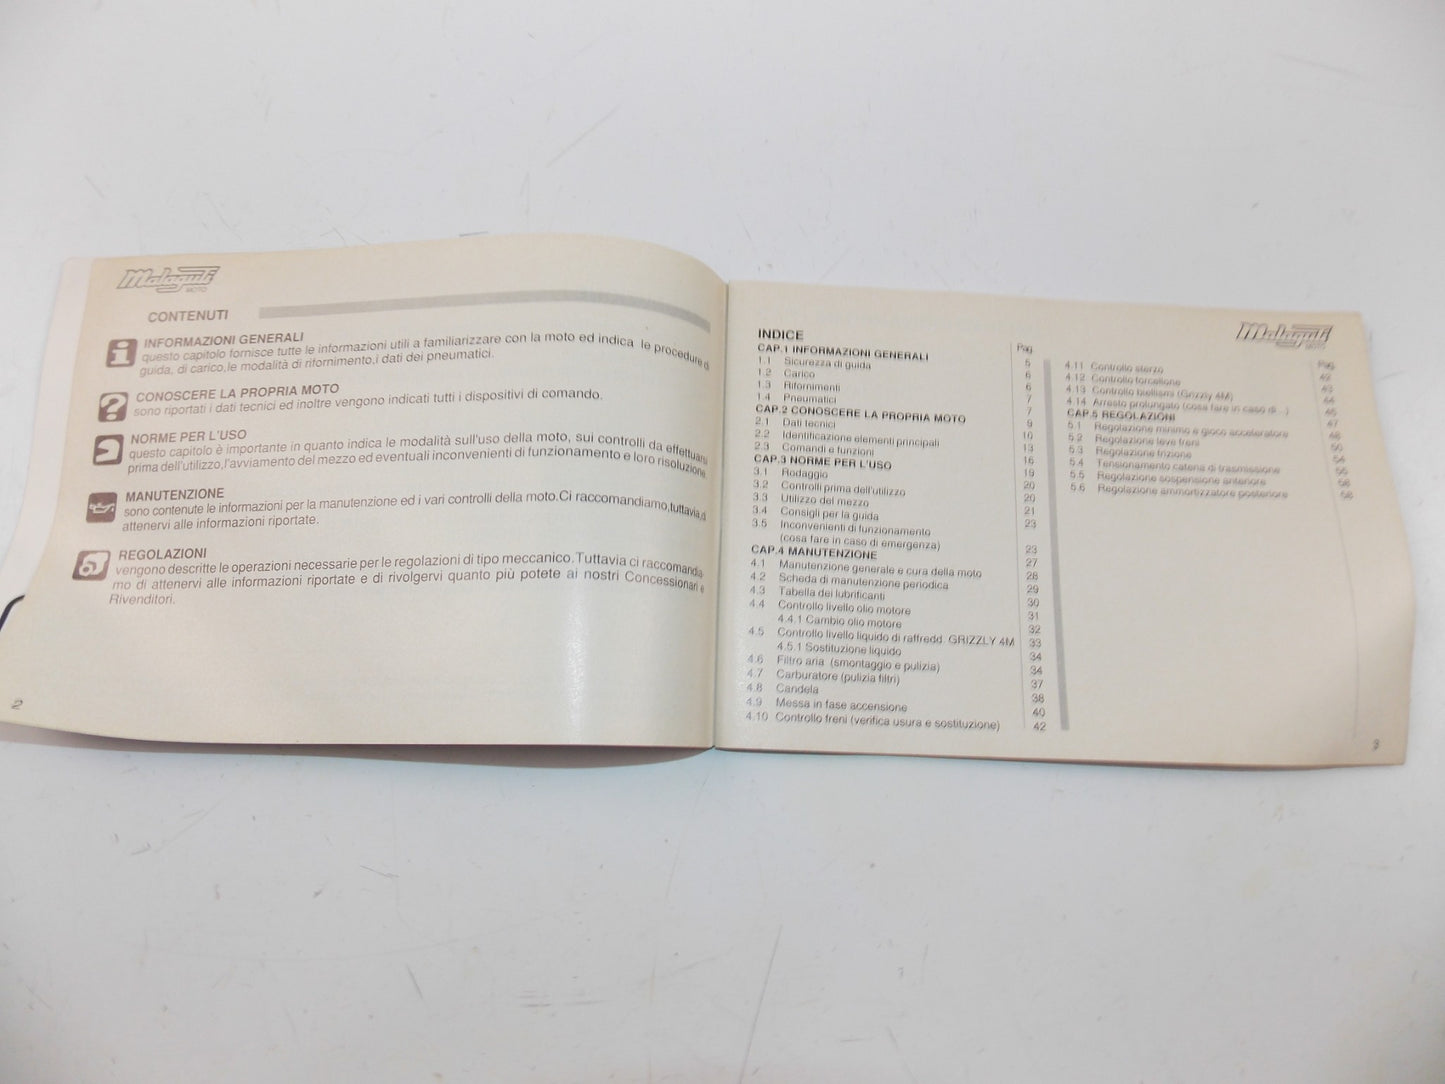 Malaguti
MOTO
CONTENUTI
INFORMAZIONI GENERALI
questo capitolo fornisce tutte le informazioni utili a familiarizzare con la moto ed indica le procedure di
guida, di carico,le modalità di rifornimento,i dati dei pneumatici.
CONOSCERE LA PROPRIA MOTO
sono riportati i dati tecnici ed inoltre vengono indicati tutti i dispositivi di comando.
NORME PER L'USO
questo capitolo è importante in quanto indica le modalità sull'uso della moto, sui controlli da effettuarsi
prima dell'utilizzo,l'avviamento del mezzo ed eventuali inconvenienti di funzionamento e loro risoluzione.
MANUTENZIONE
sono contenute le informazioni per la manutenzione ed i vari controlli della moto.Ci raccomandiamo,tuttavia,di
attenervi alle informazioni riportate.
REGOLAZIONI
vengono descritte le operazioni necessarie per le regolazioni di tipo meccanico.Tuttavia ci raccomandia-
mo di attenervi alle informazioni riportate e di rivolgervi quanto più potete ai nostri Concessionari e
Rivenditori.
2
Malaguti
MOTO
INDICE Pag.
CAP.1 INFORMAZIONI GENERALI 5
1.1 Sicurezza di guida 6
1.2 Carico 6
1.3 Rifornimenti 7
1.4 Pneumatici 7
CAP.2 CONOSCERE LA PROPRIA MOTO 9
2.1 Dati tecnici 10
2.2 Identificazione elementi principali 13
2.3 Comandi e funzioni 16
CAP.3 NORME PER L'USO 19
3.1 Rodaggio 20
3.2 Controlli prima dell'utilizzo 20
3.3 Utilizzo del mezzo 21
3.4 Consigli per la guida 23
3.5 Inconvenienti di funzionamento
(cosa fare in caso di emergenza) 23
CAP.4 MANUTENZIONE 27
4.1 Manutenzione generale e cura della moto 28
4.2 Scheda di manutenzione periodica 29
4.3 Tabella dei lubrificanti 30
4.4 Controllo livello olio motore 31
4.4.1 Cambio olio motore 32
4.5 Controllo livello liquido di raffredd. GRIZZLY 4M 33
4.5.1 Sostituzione liquido 34
4.6 Filtro aria (smontaggio e pulizia) 34
4.7 Carburatore (pulizia filtri) 37
4.8 Candela 38
4.9 Messa in fase accensione 40
4.10 Controllo freni (verifica usura e sostituzione) 42
Pag.
4.11 Controllo sterzo
4.12 Controllo forcellone
4.13 Controllo biellismi (Grizzly 4M)
4.14 Arresto prolungato (cosa fare in caso di...)
CAP.5 REGOLAZIONI
5.1 Regolazione minimo e gioco acceleratore
5.2 Regolazione leve freni
5.3 Regolazione frizione
5.4 Tensionamento catena di trasmissione
5.5 Regolazione sospensione anteriore
5.6 Regolazione ammortizzatore posteriore
3